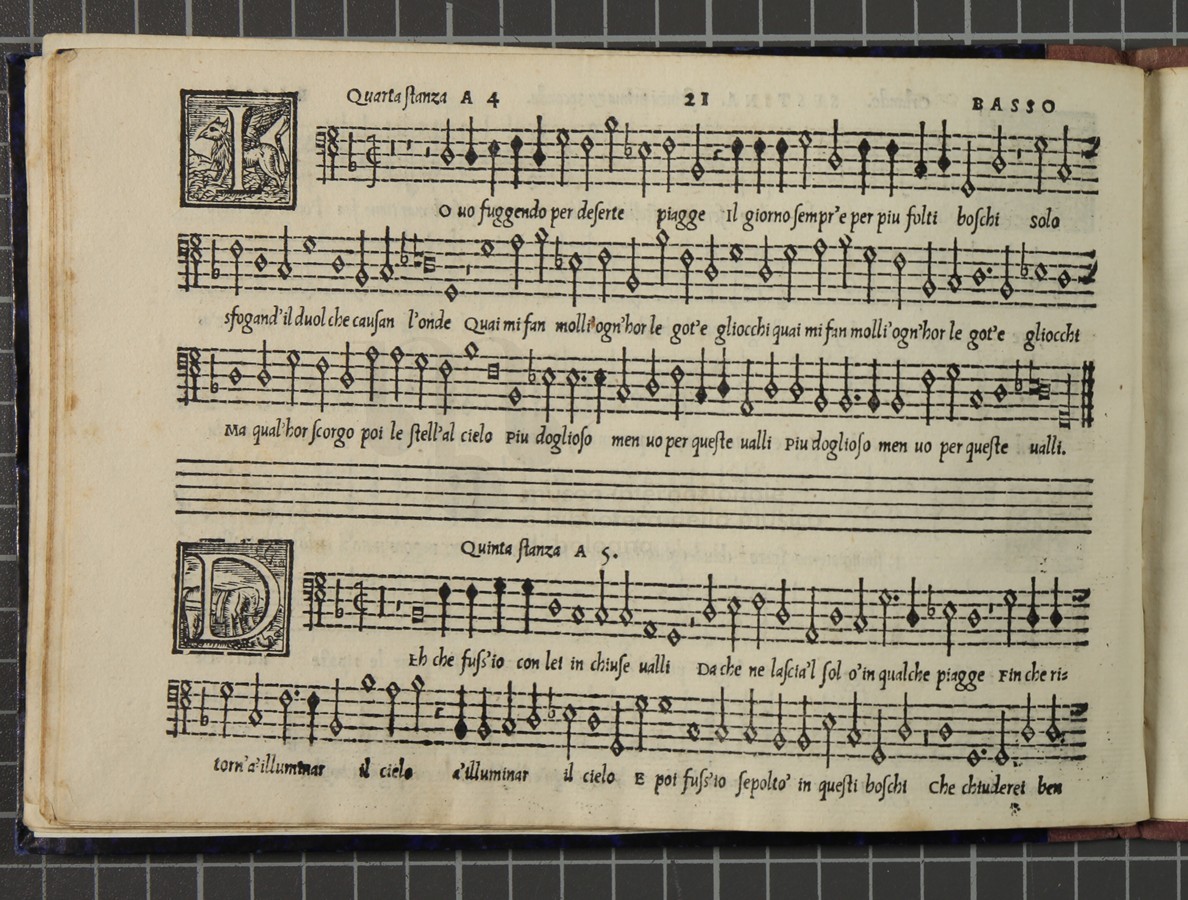 Quarta stanza A 4 21 BASSO
I O uo fuggendo per deserte piagge Il giorno sempr'e per piu folti boschi solo
sfogand'il duol che causan l'onde Quai mi fan molli'ogn'hor le got'e gliocchi quai mi fan molli'ogn'hor le got'e gliocchi
Ma qual'hor scorgo poi le stell'al cielo Piu doglioso men uo per queste ualli Piu doglioso men uo per queste ualli.
Quinta stanza A 5.
D Eh che fuss'io con lei in chiuse ualli Da che ne lascia'l sol o'in qualche piagge Fin che ri=
torn'a'illuminar il cielo a'illuminar il cielo E poi fuss'io sepolto' in questi boschi Che chiuderei ben